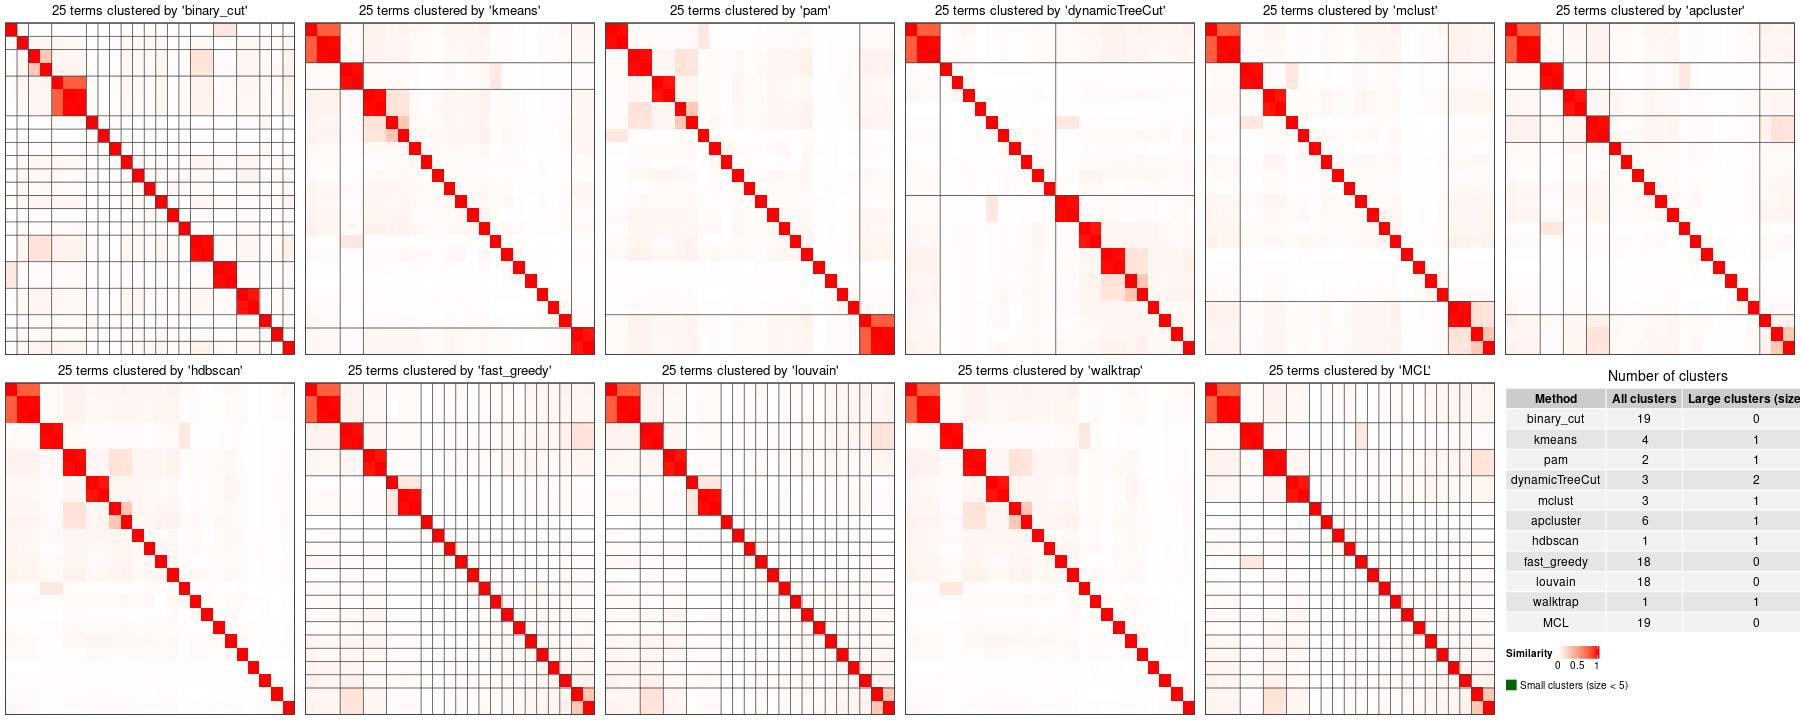 25 terms clustered by 'binary_cut'
25 terms clustered by 'kmeans'
25 terms clustered by 'pam'
25 terms clustered by 'dynamicTreeCut'
25 terms clustered by 'mclust'
25 terms clustered by 'apcluster'
25 terms clustered by 'hdbscan'
25 terms clustered by 'fast_greedy'
25 terms clustered by 'louvain'
25 terms clustered by 'walktrap'
25 terms clustered by 'MCL'
Number of clusters
Method All clusters Large clusters (size
binary_cut 19 0
kmeans 4 1
pam 2 1
dynamicTreeCut 3 2
mclust 3 1
apcluster 6 1
hdbscan 1 1
fast_greedy 18 0
louvain 18 0
walktrap 1 1
MCL 19 0
Similarity
0 0.5 1
Small clusters (size < 5)